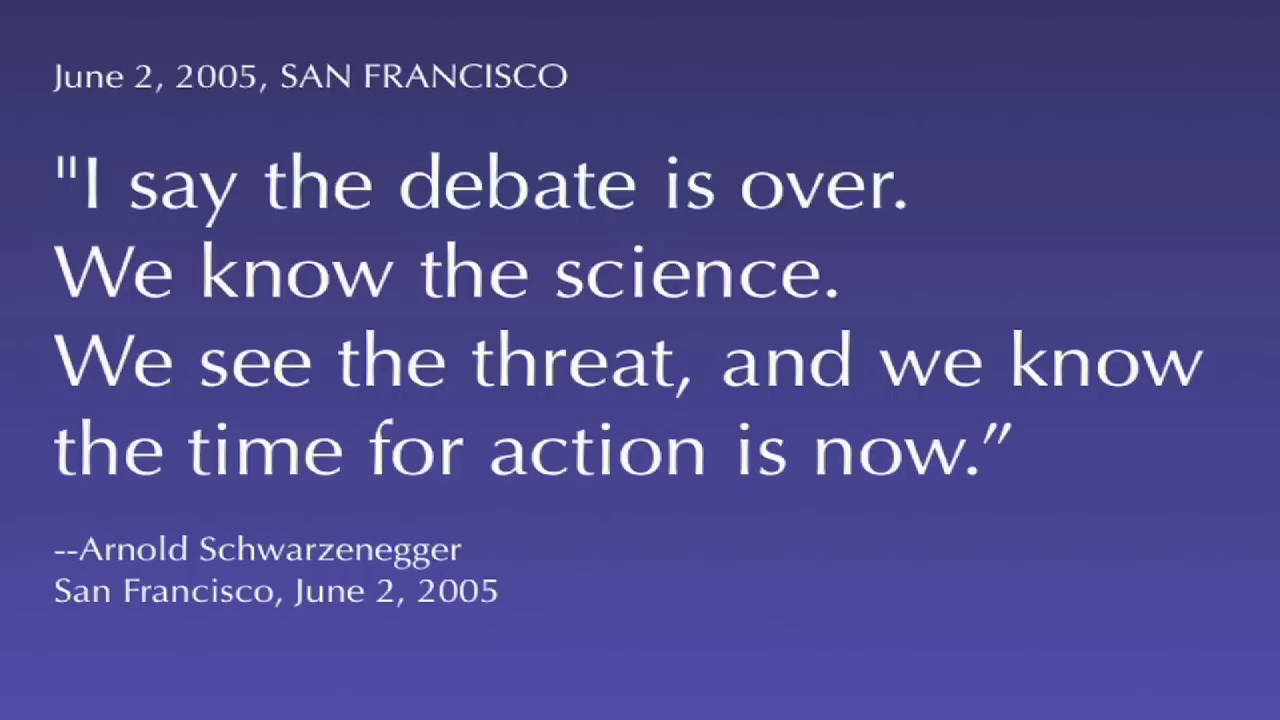 June 2, 2005, SAN FRANCISCO
"I say the debate is over.
We know the science.
We see the threat, and we know
the time for action is now.”
--Arnold Schwarzenegger
San Francisco, June 2, 2005